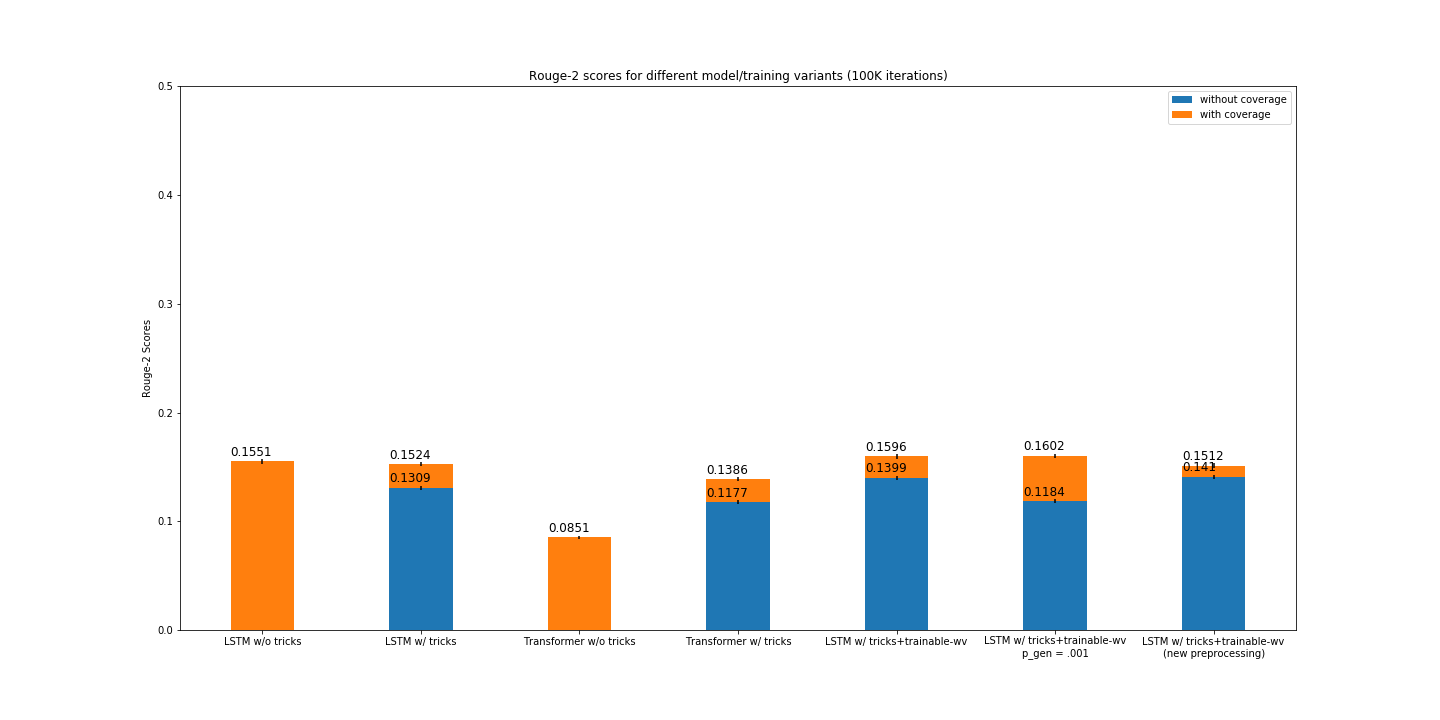 Rouge-2 scores for different model/training variants (100K iterations)
0.5
0.4
0.3
0.2
0.1
0.0
Rouge-2 Scores
without coverage
with coverage
0.1551
0.1524
0.1309
0.0851
0.1386
0.1177
0.1596
0.1399
0.1602
0.1184
0.1512
0.141
LSTM w/o tricks
LSTM w/ tricks
Transformer w/o tricks
Transformer w/ tricks
LSTM w/ tricks+trainable-wv
LSTM w/ tricks+trainable-wv
p_gen = .001
LSTM w/ tricks+trainable-wv
(new preprocessing)